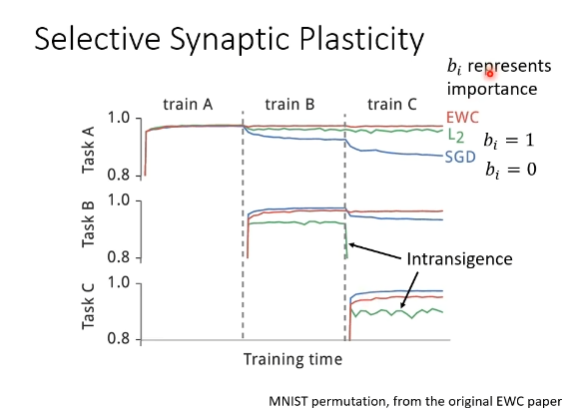 Selective Synaptic Plasticity
b_i represents
importance
train A train B train C
EWC
L2 b_i = 1
SGD b_i = 0
Task A
1.0
0.8
Task B
1.0
0.8
Intransigence
Task C
1.0
0.8
Training time
MNIST permutation, from the original EWC paper